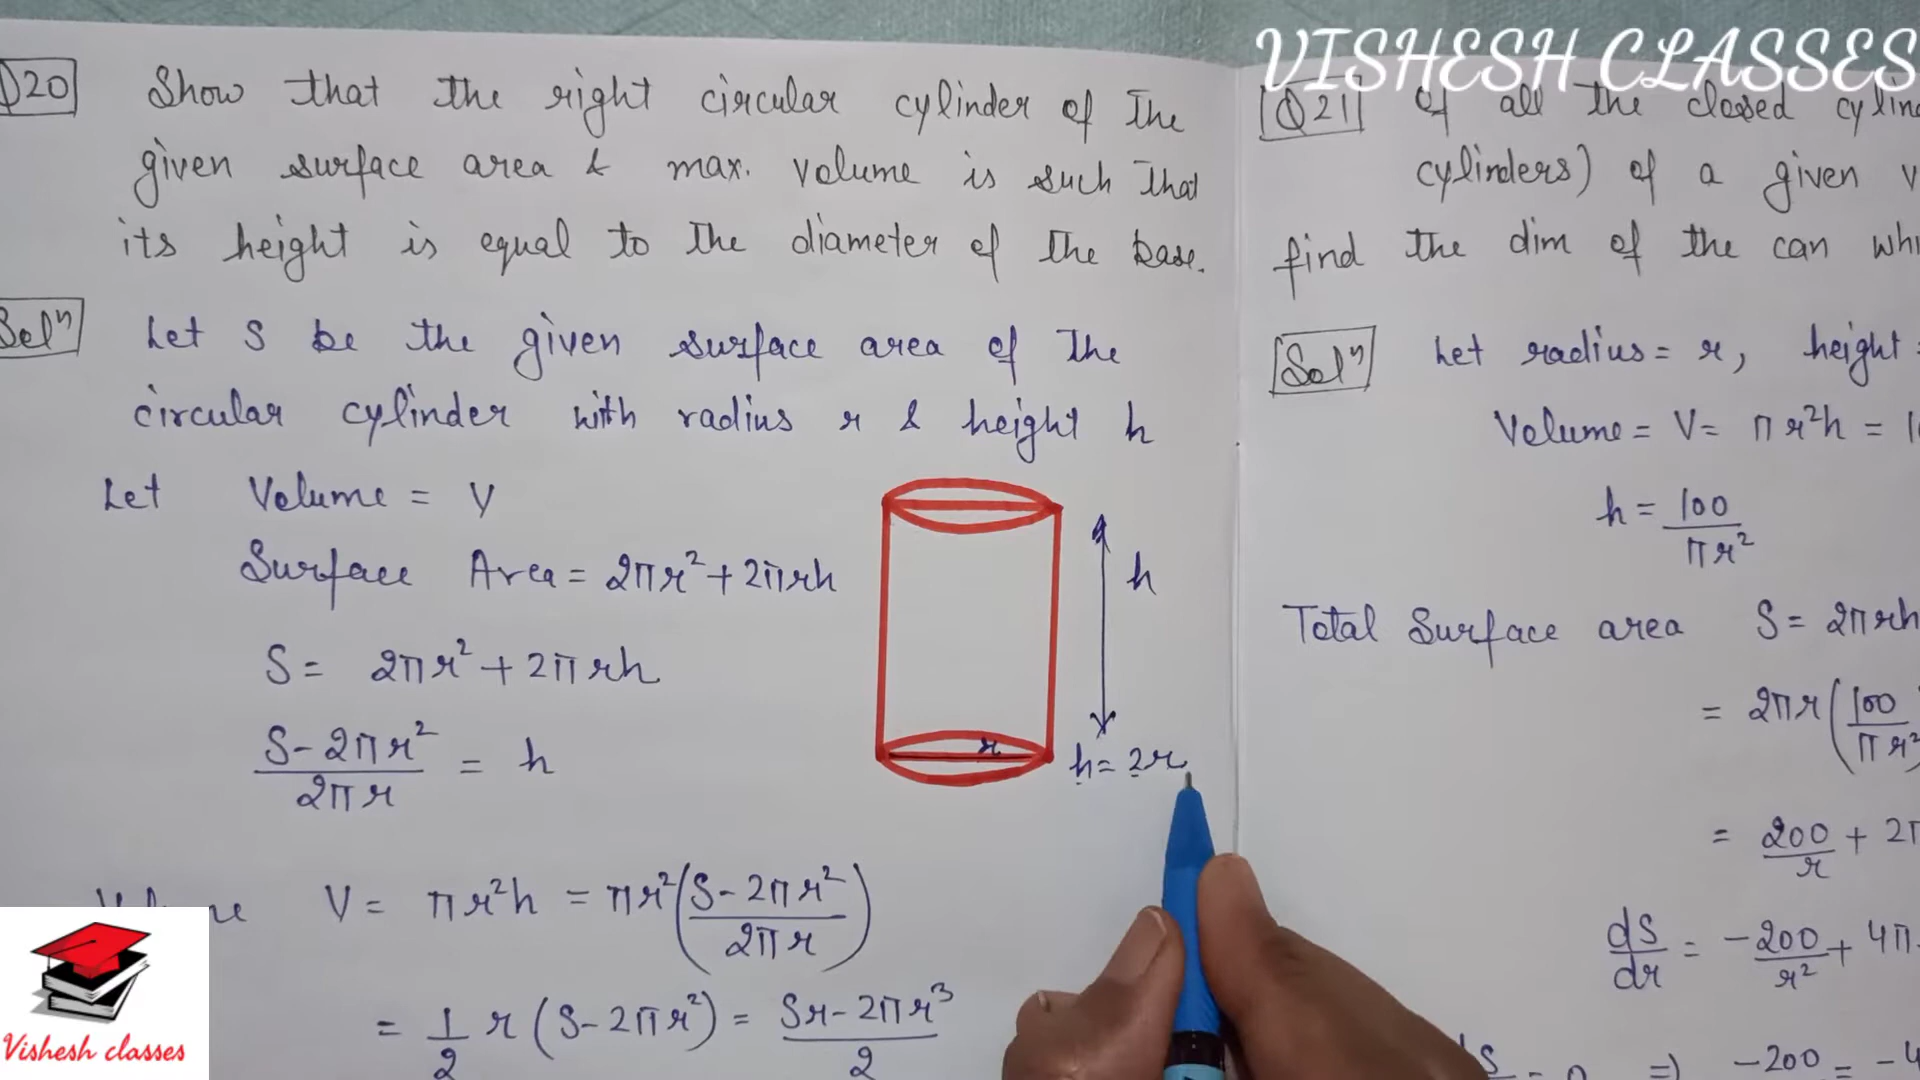 VISHESH CLASSES
Q20 Show that the right circular cylinder of the
given surface area & max. volume is such that
its height is equal to the diameter of the base.
Solⁿ Let S be the given surface area of the
circular cylinder with radius r & height h
Let Volume = V
Surface Area = 2πr² + 2πrh
S = 2πr² + 2πrh
S - 2πr² / 2πr = h
h
r
h = 2r
V = πr²h = πr² (S - 2πr² / 2πr)
= 1/2 r (S - 2πr²) = Sr - 2πr³ / 2
Q21 Of all the closed
cylinders) of a given
find the dim of the can
Solⁿ Let radius = r, height =
Volume = V = πr²h =
h = 100 / πr²
Total Surface area S = 2πrh
= 2πr (100 / πr²
= 200 / r +
dS/dr = -200 / r² + 4π
=> -200 =
Vishesh classes